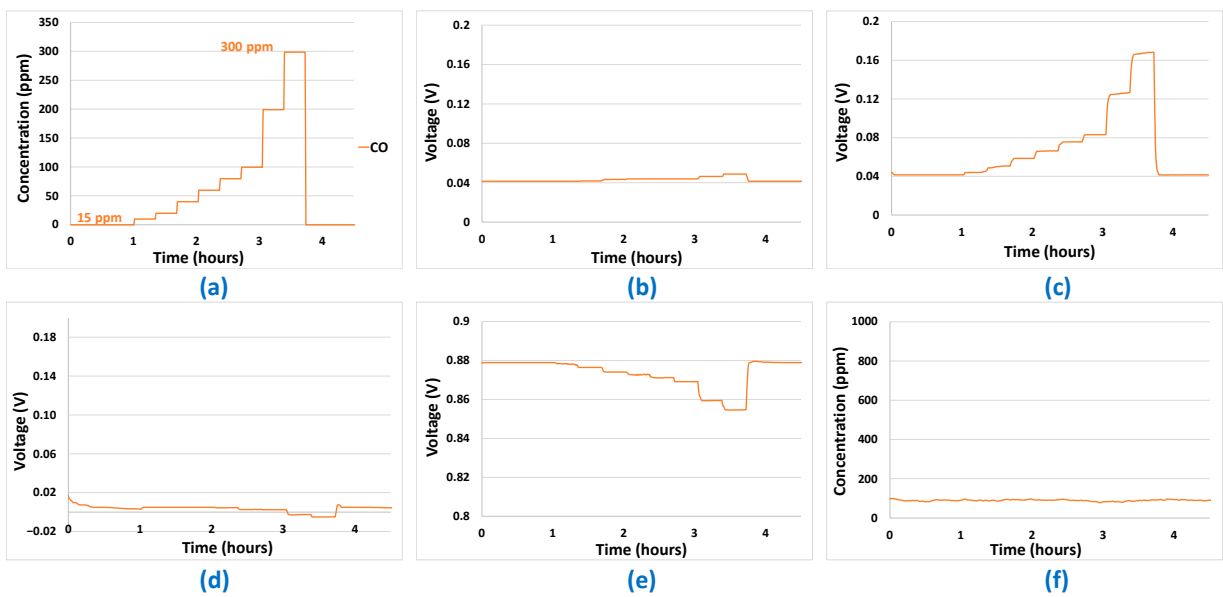 350
300
250
200
150
100
50
0
Concentration (ppm)
300 ppm
15 ppm
CO
0 1 2 3 4
Time (hours)
(a)
0.2
0.16
0.12
0.08
0.04
0
Voltage (V)
0 1 2 3 4
Time (hours)
(b)
0.2
0.16
0.12
0.08
0.04
0
Voltage (V)
0 1 2 3 4
Time (hours)
(c)
0.18
0.14
0.10
0.06
0.02
−0.02
Voltage (V)
0 1 2 3 4
Time (hours)
(d)
0.9
0.88
0.86
0.84
0.82
0.8
Voltage (V)
0 1 2 3 4
Time (hours)
(e)
1000
800
600
400
200
0
Concentration (ppm)
0 1 2 3 4
Time (hours)
(f)